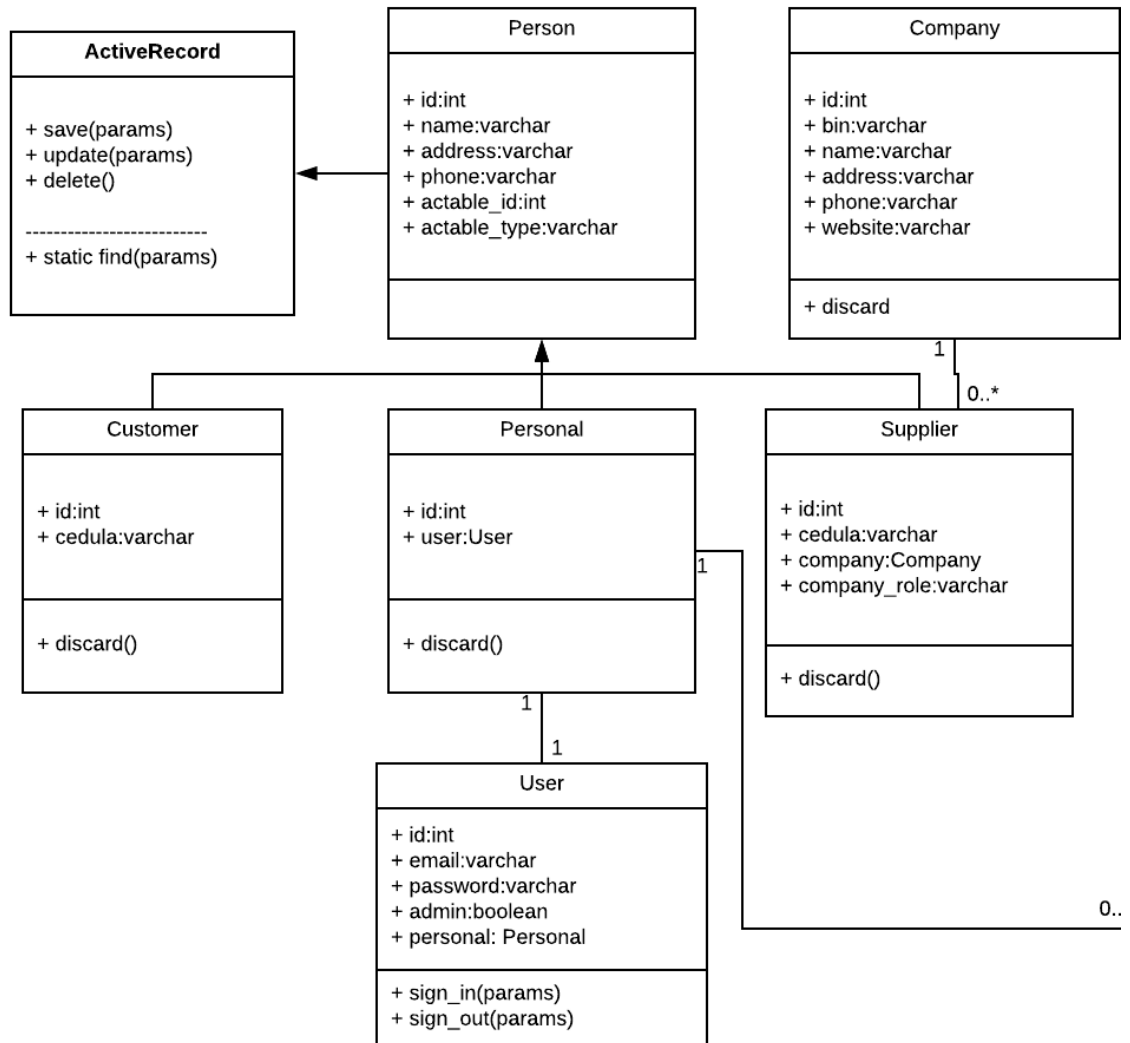 ActiveRecord
+ save(params)
+ update(params)
+ delete()
--------------------------
+ static find(params)
Person
+ id:int
+ name:varchar
+ address:varchar
+ phone:varchar
+ actable_id:int
+ actable_type:varchar
Company
+ id:int
+ bin:varchar
+ name:varchar
+ address:varchar
+ phone:varchar
+ website:varchar
+ discard
1
0..*
Customer
+ id:int
+ cedula:varchar
+ discard()
Personal
+ id:int
+ user:User
+ discard()
1
Supplier
+ id:int
+ cedula:varchar
+ company:Company
+ company_role:varchar
+ discard()
1
1
User
+ id:int
+ email:varchar
+ password:varchar
+ admin:boolean
+ personal: Personal
+ sign_in(params)
+ sign_out(params)
0..